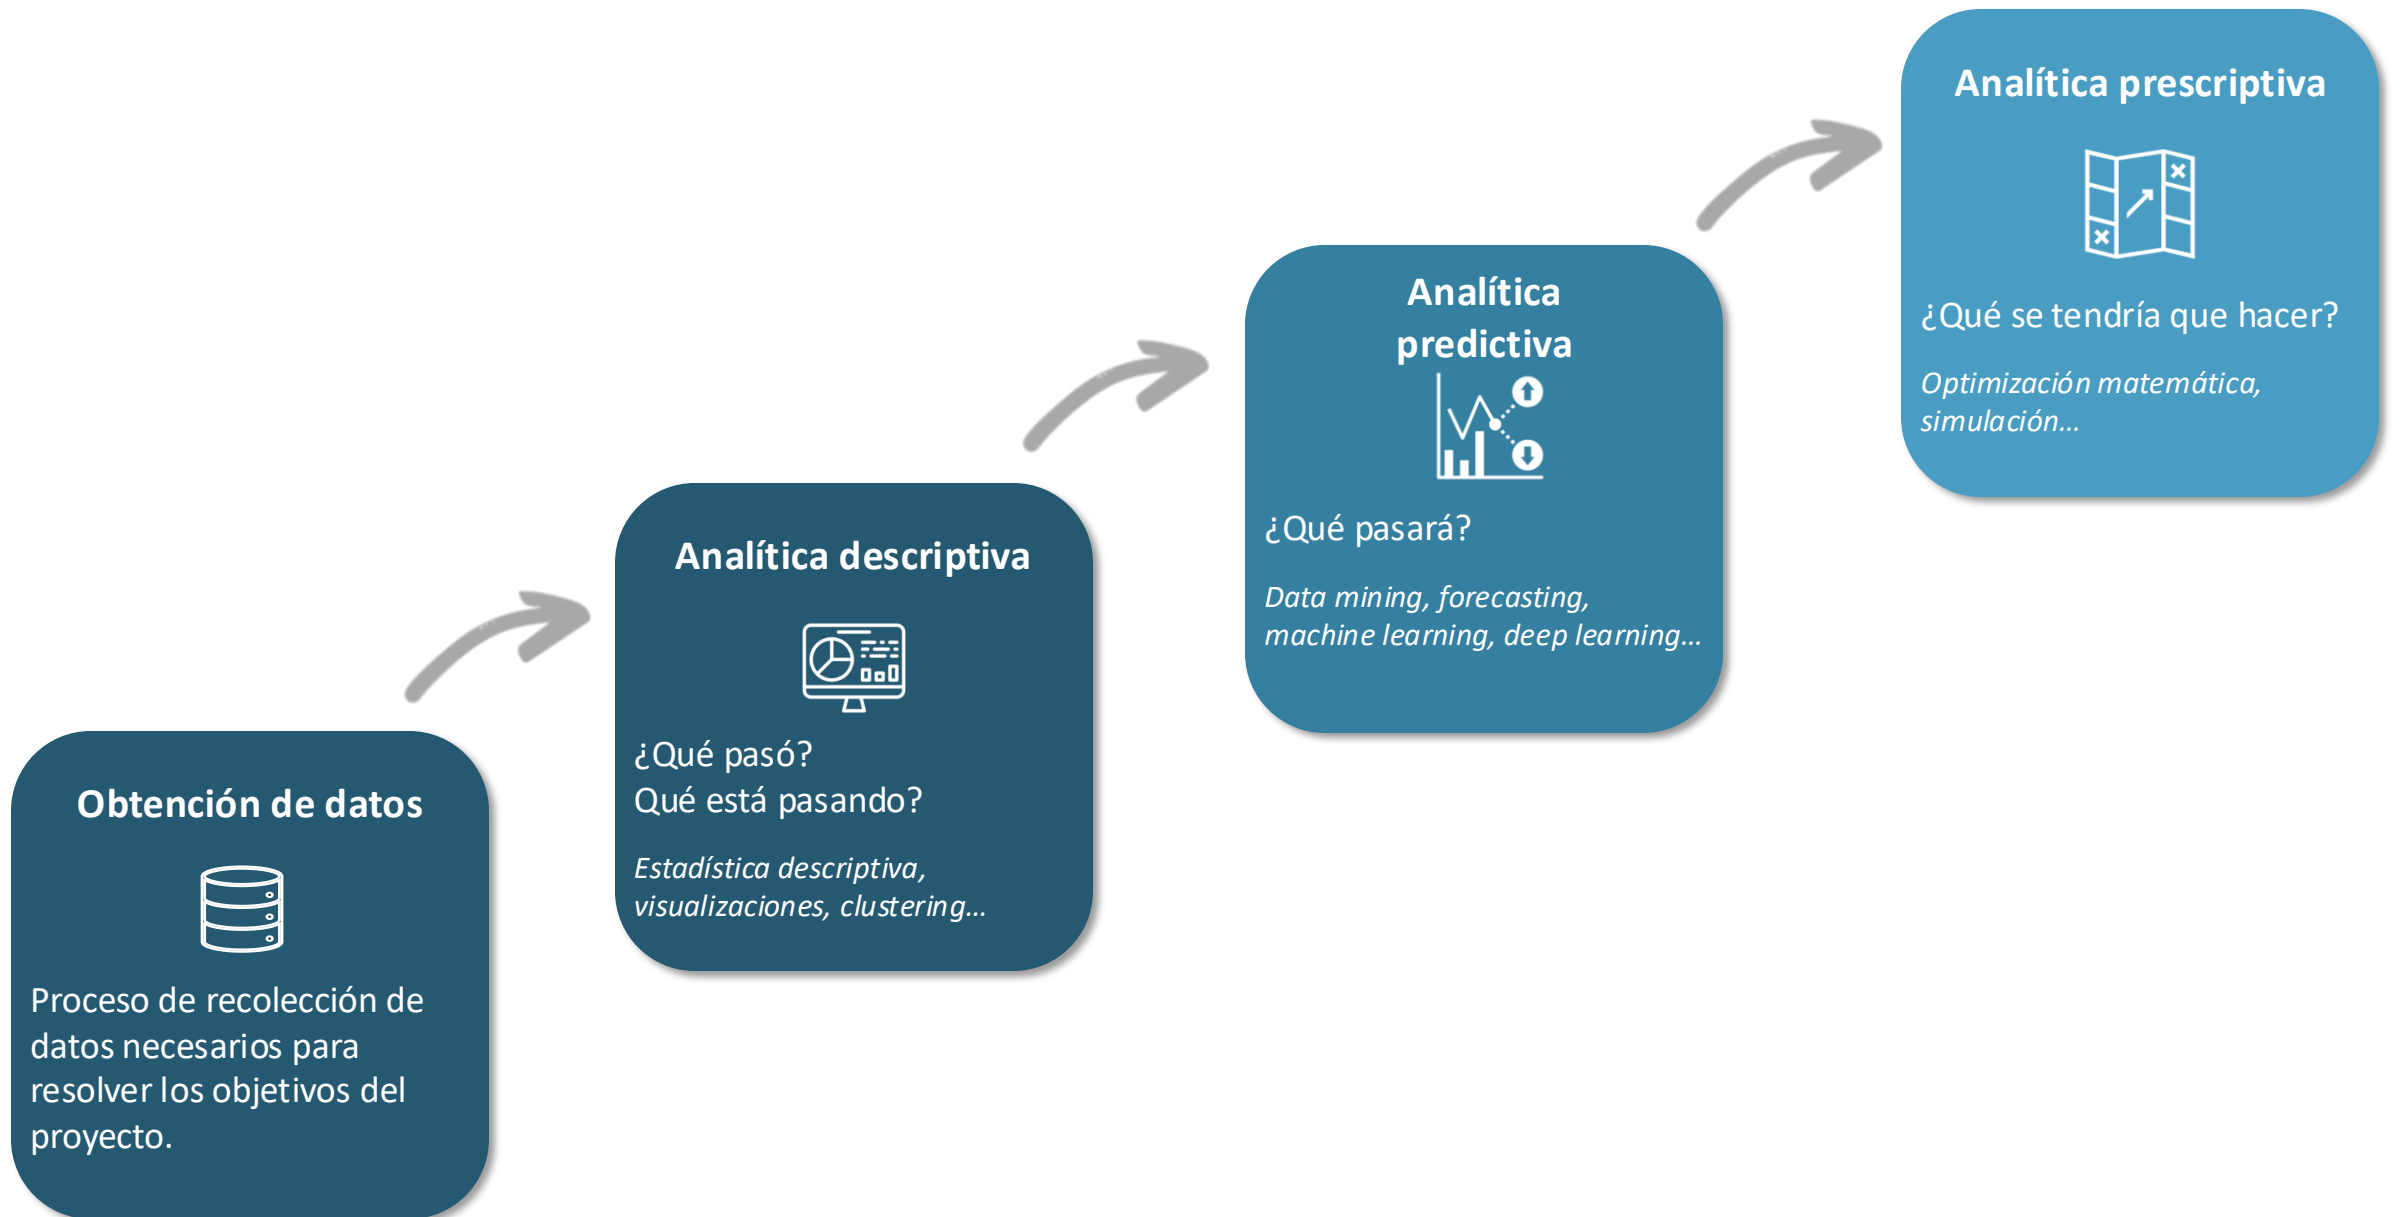 Obtención de datos
Proceso de recolección de
datos necesarios para
resolver los objetivos del
proyecto.
Analítica descriptiva
¿Qué pasó?
Qué está pasando?
Estadística descriptiva,
visualizaciones, clustering...
Analítica
predictiva
¿Qué pasará?
Data mining, forecasting,
machine learning, deep learning...
Analítica prescriptiva
¿Qué se tendría que hacer?
Optimización matemática,
simulación...